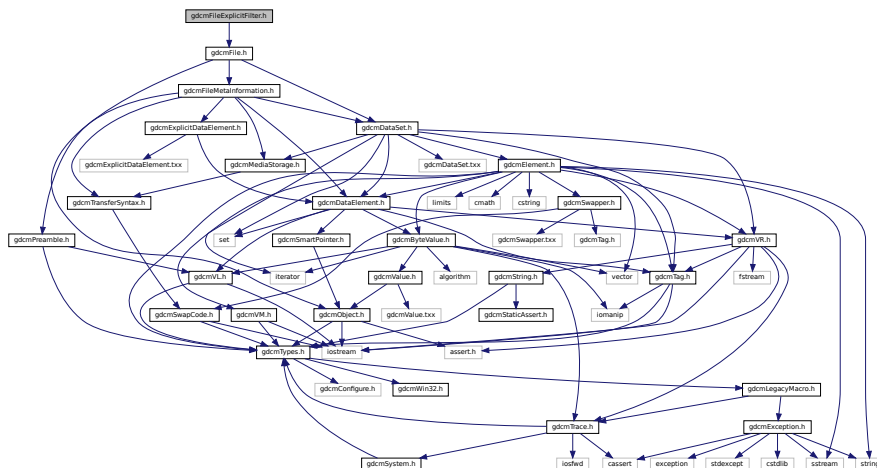 gdcmFileExplicitFilter.h
gdcmFile.h
gdcmFileMetaInformation.h
gdcmExplicitDataElement.h
gdcmDataSet.h
gdcmExplicitDataElement.txx
gdcmMediaStorage.h
gdcmDataSet.txx
gdcmElement.h
gdcmTransferSyntax.h
gdcmDataElement.h
limits
cmath
cstring
gdcmSwapper.h
gdcmPreamble.h
set
gdcmSmartPointer.h
gdcmByteValue.h
gdcmSwapper.txx
gdcmTag.h
gdcmVR.h
gdcmVL.h
iterator
gdcmValue.h
algorithm
gdcmString.h
vector
gdcmTag.h
fstream
gdcmSwapCode.h
gdcmVM.h
gdcmObject.h
gdcmValue.txx
gdcmStaticAssert.h
iomanip
gdcmTypes.h
iostream
assert.h
gdcmConfigure.h
gdcmWin32.h
gdcmLegacyMacro.h
gdcmTrace.h
gdcmException.h
gdcmSystem.h
iosfwd
cassert
exception
stdexcept
cstdlib
sstream
string